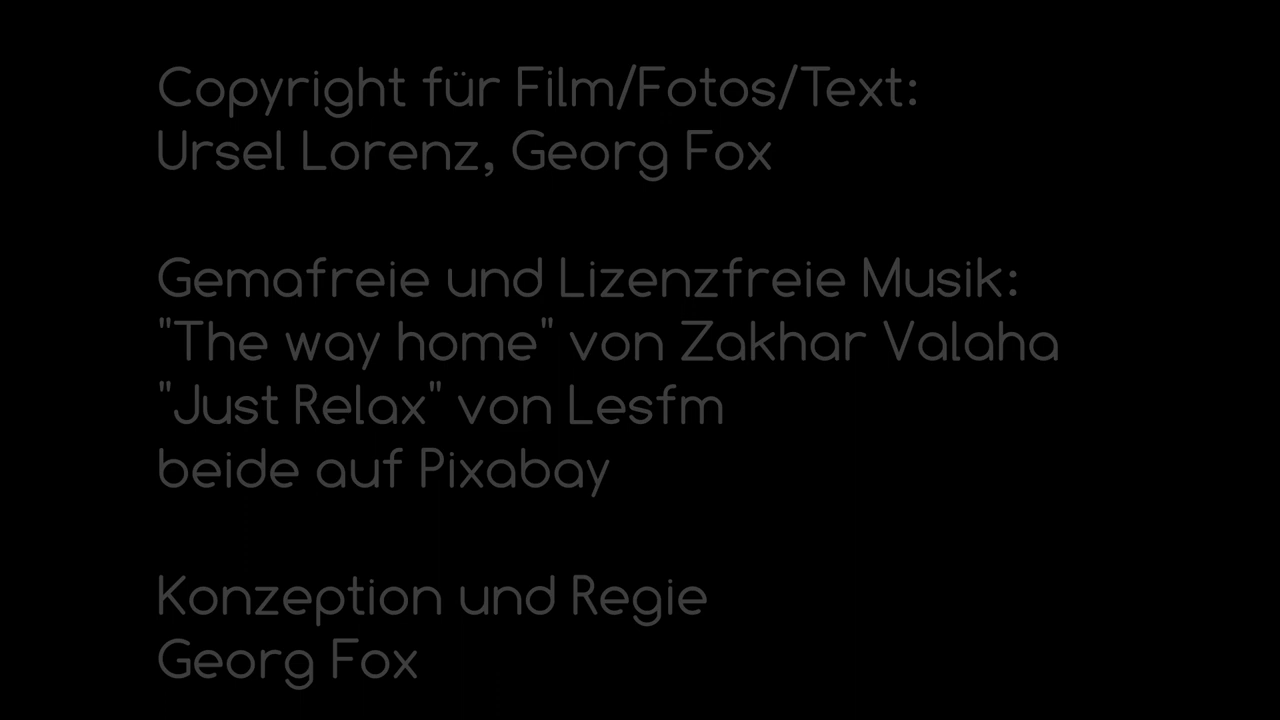 Copyright für Film/Fotos/Text:
Ursel Lorenz, Georg Fox
Gemafreie und Lizenzfreie Musik:
"The way home" von Zakhar Valaha
"Just Relax" von Lesfm
beide auf Pixabay
Konzeption und Regie
Georg Fox